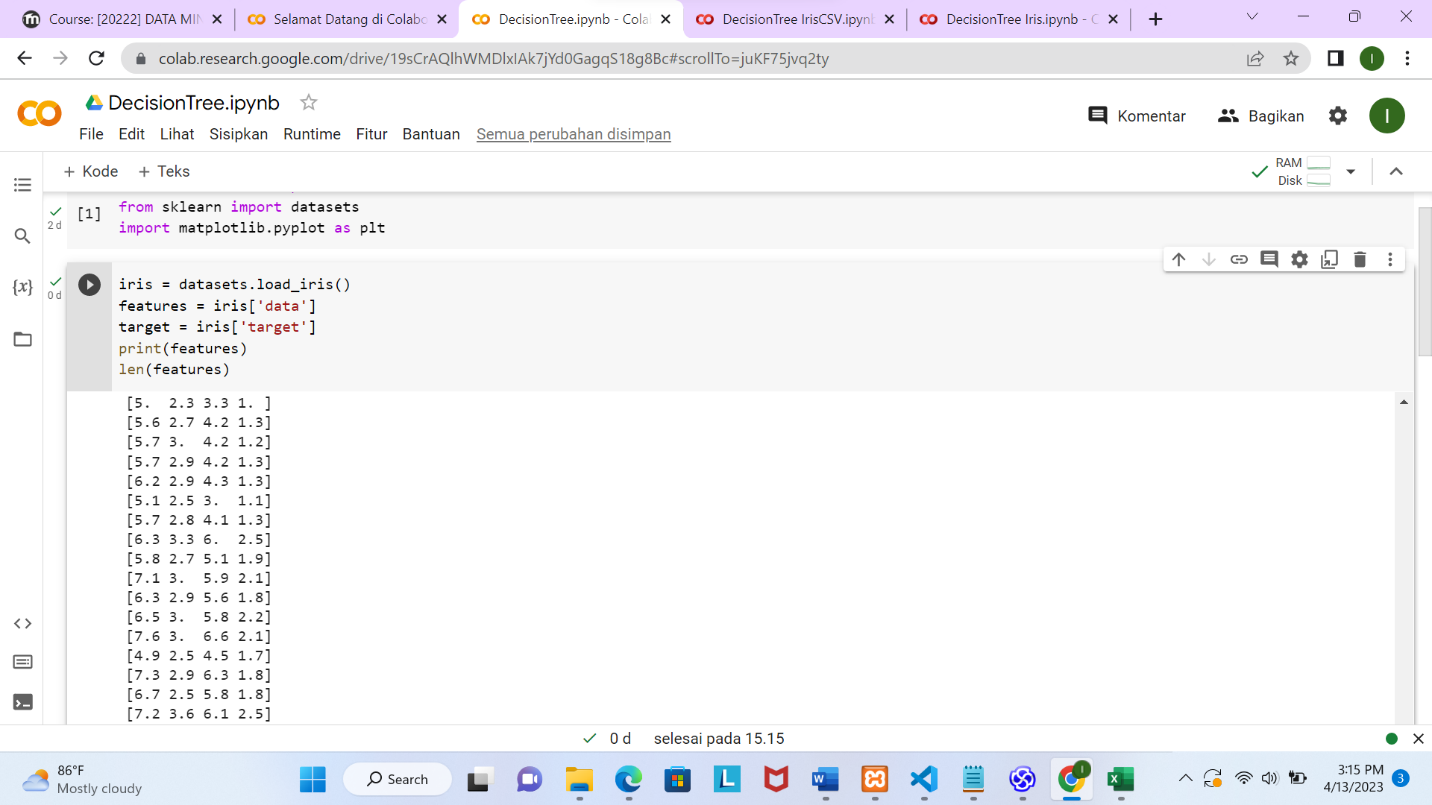 Course: [20222] DATA MIN
Selamat Datang di Colabo
DecisionTree.ipynb - Colal
DecisionTree IrisCSV.ipynb
DecisionTree Iris.ipynb - C
colab.research.google.com/drive/19sCrAQlhWMDlxIAk7jYd0GagqS18g8Bc#scrollTo=juKF75jvq2ty
I
DecisionTree.ipynb
File Edit Lihat Sisipkan Runtime Fitur Bantuan Semua perubahan disimpan
Komentar
Bagikan
I
+ Kode + Teks
RAM
Disk
2 d
[1]
from sklearn import datasets
import matplotlib.pyplot as plt
{x}
0 d
iris = datasets.load_iris()
features = iris['data']
target = iris['target']
print(features)
len(features)
[5.  2.3 3.3 1. ]
[5.6 2.7 4.2 1.3]
[5.7 3.  4.2 1.2]
[5.7 2.9 4.2 1.3]
[6.2 2.9 4.3 1.3]
[5.1 2.5 3.  1.1]
[5.7 2.8 4.1 1.3]
[6.3 3.3 6.  2.5]
[5.8 2.7 5.1 1.9]
[7.1 3.  5.9 2.1]
[6.3 2.9 5.6 1.8]
[6.5 3.  5.8 2.2]
[7.6 3.  6.6 2.1]
[4.9 2.5 4.5 1.7]
[7.3 2.9 6.3 1.8]
[6.7 2.5 5.8 1.8]
[7.2 3.6 6.1 2.5]
0 d selesai pada 15.15
86°F
Mostly cloudy
Search
3:15 PM
4/13/2023
3